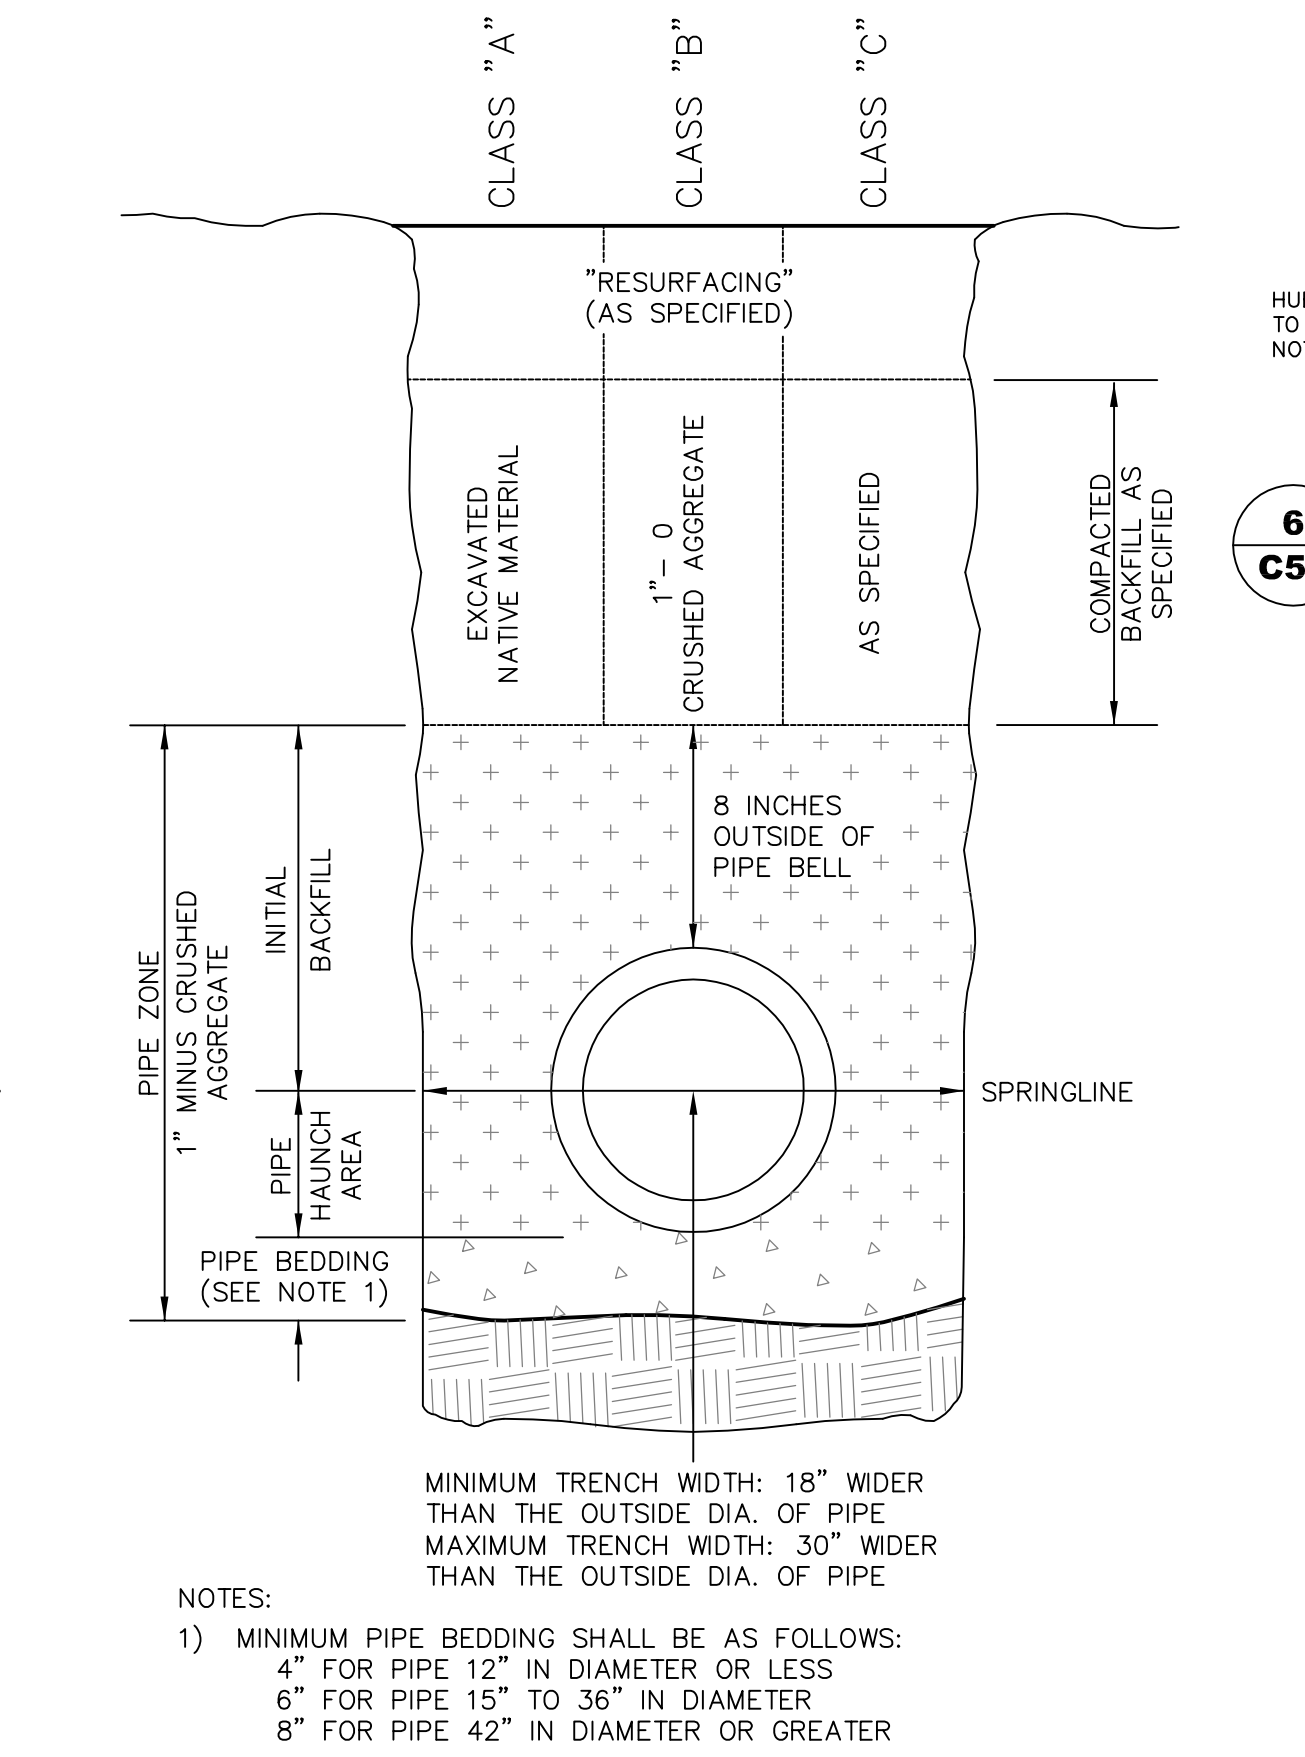 CLASS "A"
CLASS "B"
CLASS "C"
"RESURFACING"
(AS SPECIFIED)
EXCAVATED
NATIVE MATERIAL
1"- 0
CRUSHED AGGREGATE
AS SPECIFIED
COMPACTED
BACKFILL AS
SPECIFIED
TO
6
C5
8 INCHES
OUTSIDE OF
PIPE BELL
PIPE ZONE
1" MINUS CRUSHED
AGGREGATE
INITIAL
BACKFILL
SPRINGLINE
PIPE
HAUNCH
AREA
PIPE BEDDING
(SEE NOTE 1)
MINIMUM TRENCH WIDTH: 18" WIDER
THAN THE OUTSIDE DIA. OF PIPE
MAXIMUM TRENCH WIDTH: 30" WIDER
THAN THE OUTSIDE DIA. OF PIPE
NOTES:
1) MINIMUM PIPE BEDDING SHALL BE AS FOLLOWS:
4" FOR PIPE 12" IN DIAMETER OR LESS
6" FOR PIPE 15" TO 36" IN DIAMETER
8" FOR PIPE 42" IN DIAMETER OR GREATER